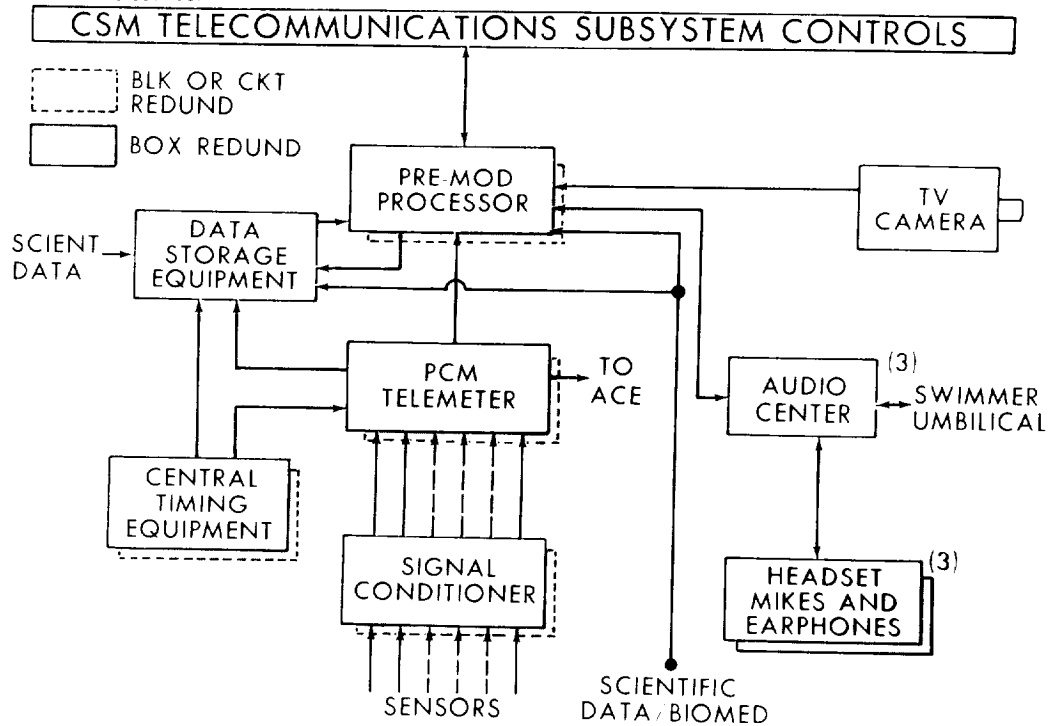 CSM TELECOMMUNICATIONS SUBSYSTEM CONTROLS
BLK OR CKT
REDUND
BOX REDUND
PRE-MOD
PROCESSOR
TV
CAMERA
SCIENT
DATA
DATA
STORAGE
EQUIPMENT
PCM
TELEMETER
TO
ACE
(3)
AUDIO
CENTER
SWIMMER
UMBILICAL
CENTRAL
TIMING
EQUIPMENT
SIGNAL
CONDITIONER
(3)
HEADSET
MIKES AND
EARPHONES
SENSORS
SCIENTIFIC
DATA/BIOMED